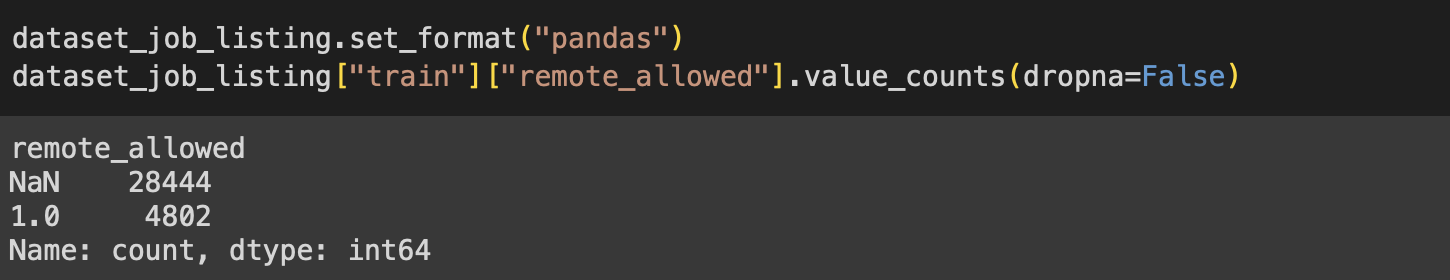 dataset_job_listing.set_format("pandas")
dataset_job_listing["train"]["remote_allowed"].value_counts(dropna=False)
remote_allowed
NaN    28444
1.0     4802
Name: count, dtype: int64